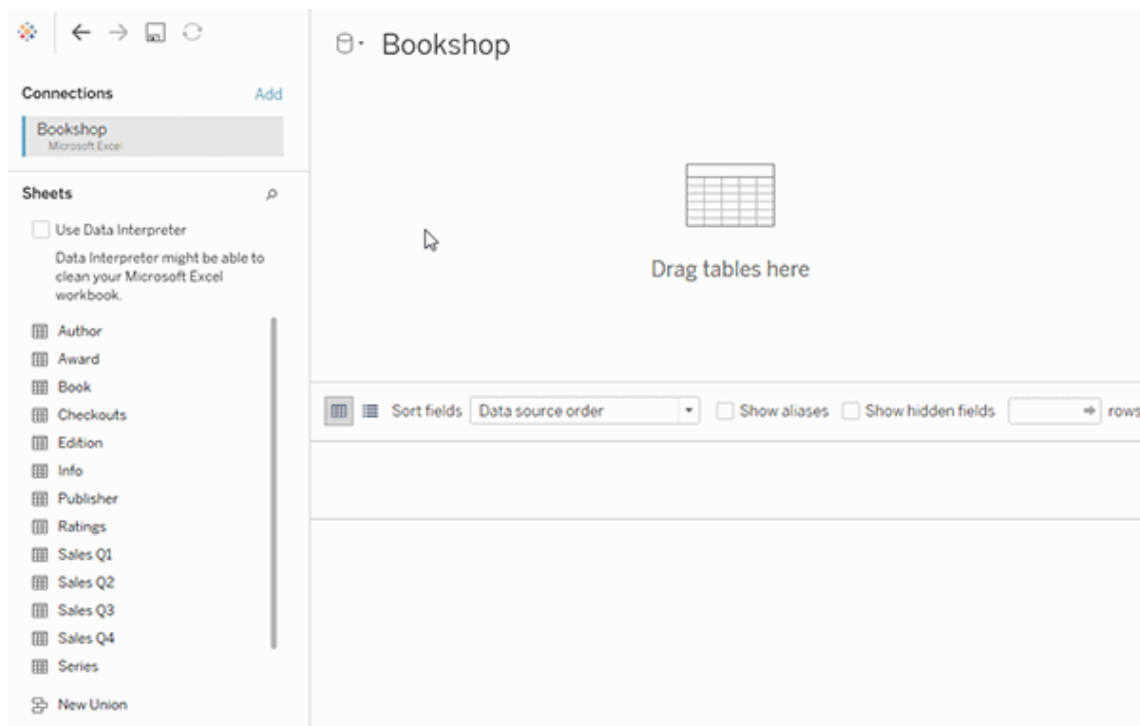 Bookshop
Connections Add
Bookshop
Microsoft Excel
Sheets
Use Data Interpreter
Data Interpreter might be able to
clean your Microsoft Excel
workbook.
Author
Award
Book
Checkouts
Edition
Info
Publisher
Ratings
Sales Q1
Sales Q2
Sales Q3
Sales Q4
Series
New Union
Drag tables here
Sort fields Data source order Show aliases Show hidden fields rows